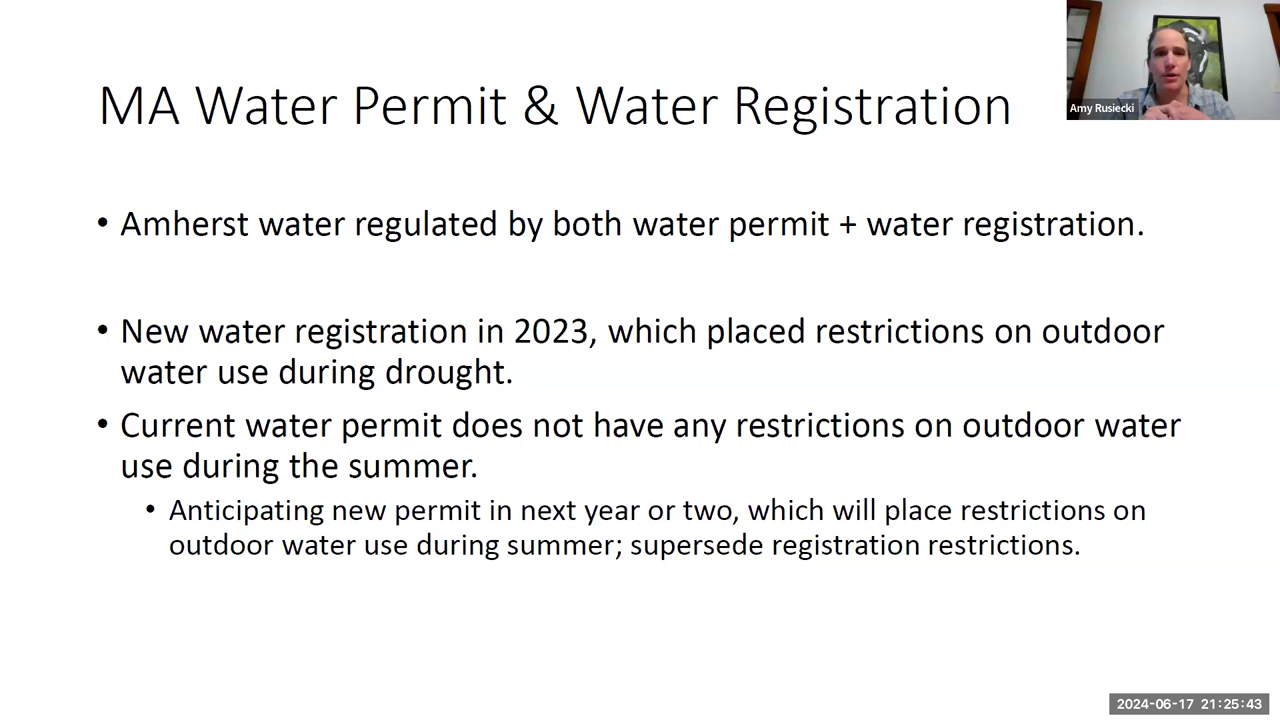 MA Water Permit & Water Registration
Amy Rusiecki
• Amherst water regulated by both water permit + water registration.
• New water registration in 2023, which placed restrictions on outdoor
water use during drought.
• Current water permit does not have any restrictions on outdoor water
use during the summer.
• Anticipating new permit in next year or two, which will place restrictions on
outdoor water use during summer; supersede registration restrictions.
2024-06-17 21:25:43